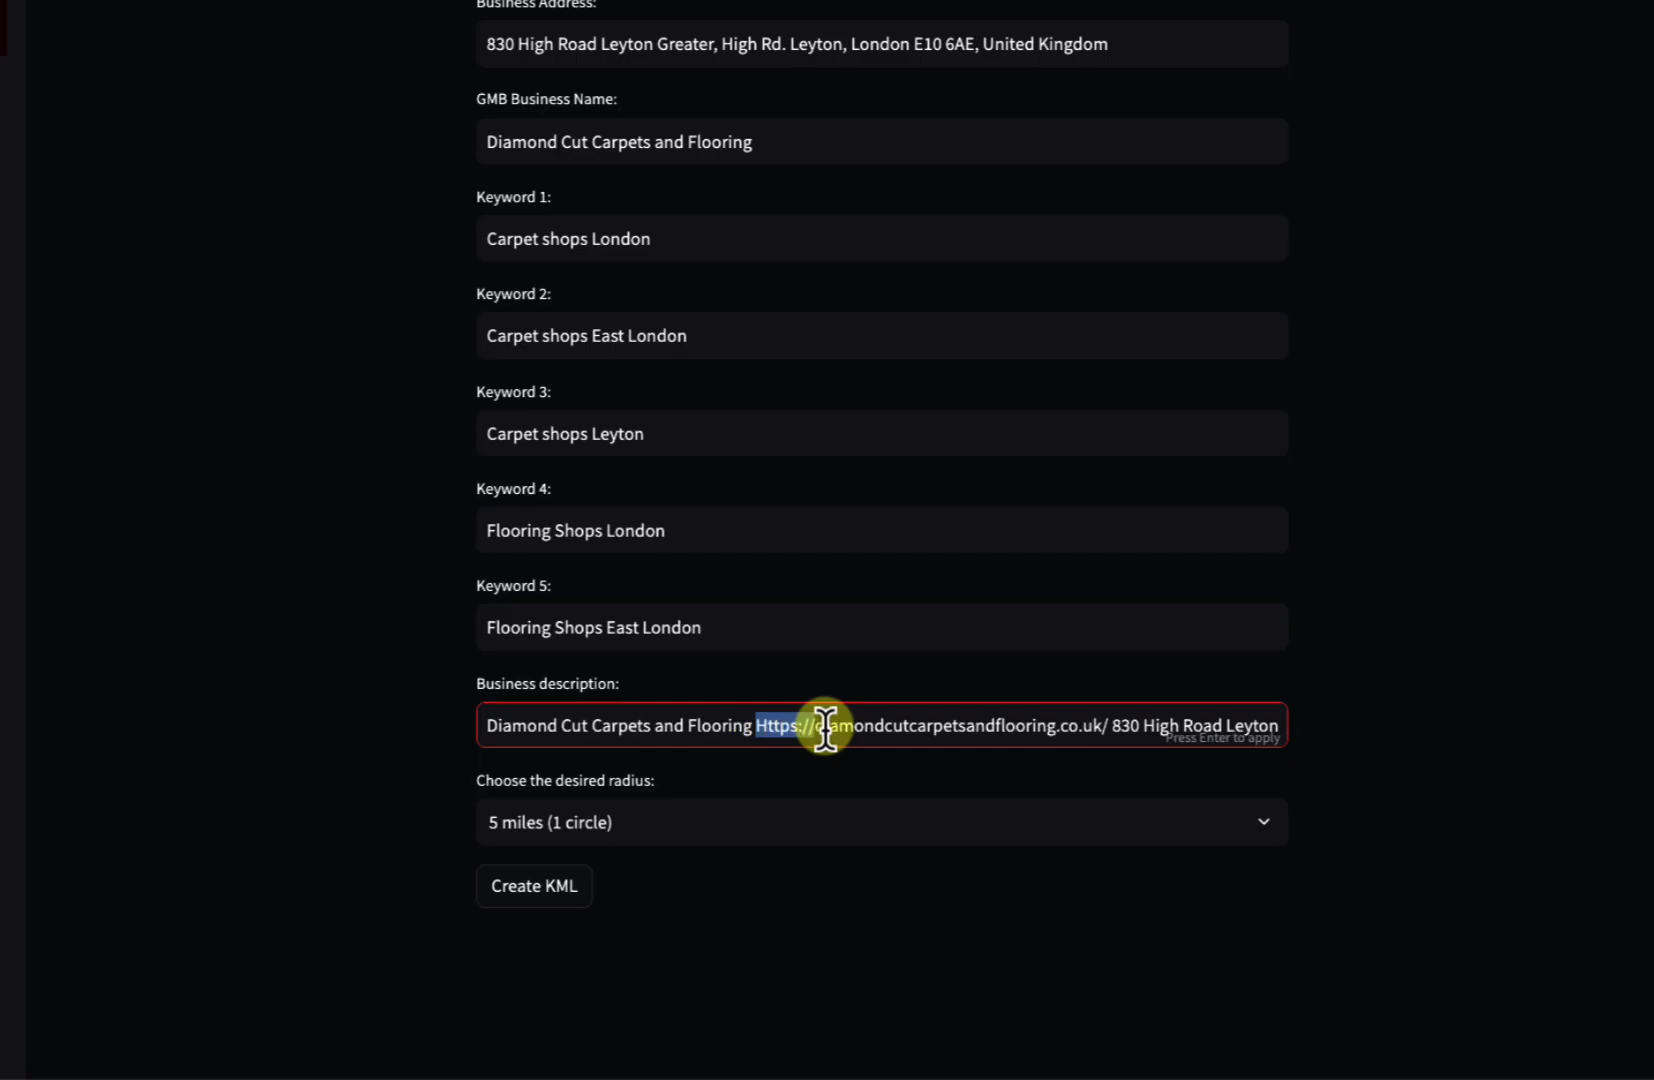 Business Address:
830 High Road Leyton Greater, High Rd. Leyton, London E10 6AE, United Kingdom
GMB Business Name:
Diamond Cut Carpets and Flooring
Keyword 1:
Carpet shops London
Keyword 2:
Carpet shops East London
Keyword 3:
Carpet shops Leyton
Keyword 4:
Flooring Shops London
Keyword 5:
Flooring Shops East London
Business description:
Diamond Cut Carpets and Flooring Https://diamondcutcarpetsandflooring.co.uk/ 830 High Road Leyton
Press Enter to apply
Choose the desired radius:
5 miles (1 circle)
Create KML